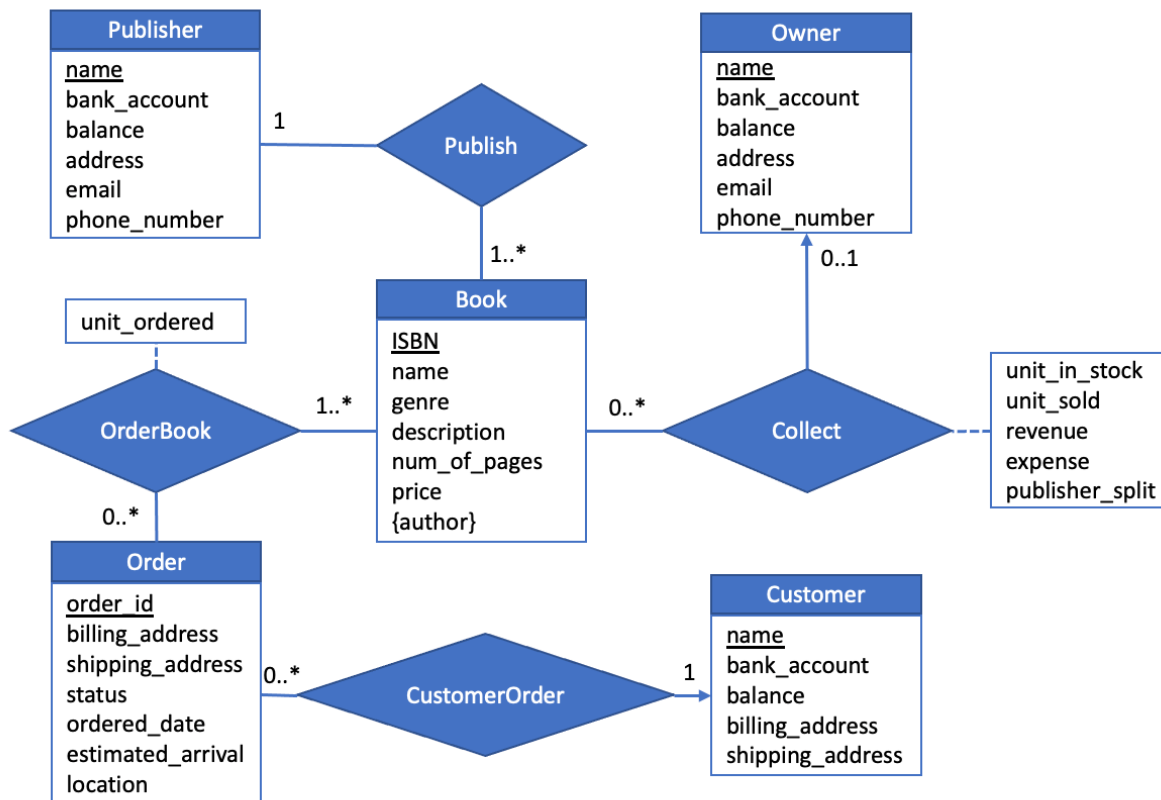 Publisher
name
bank_account
balance
address
email
phone_number
1
Publish
1..*
Owner
name
bank_account
balance
address
email
phone_number
0..1
unit_ordered
OrderBook
1..*
0..*
Book
ISBN
name
genre
description
num_of_pages
price
{author}
0..*
Collect
unit_in_stock
unit_sold
revenue
expense
publisher_split
Order
order_id
billing_address
shipping_address
status
ordered_date
estimated_arrival
location
0..*
CustomerOrder
1
Customer
name
bank_account
balance
billing_address
shipping_address